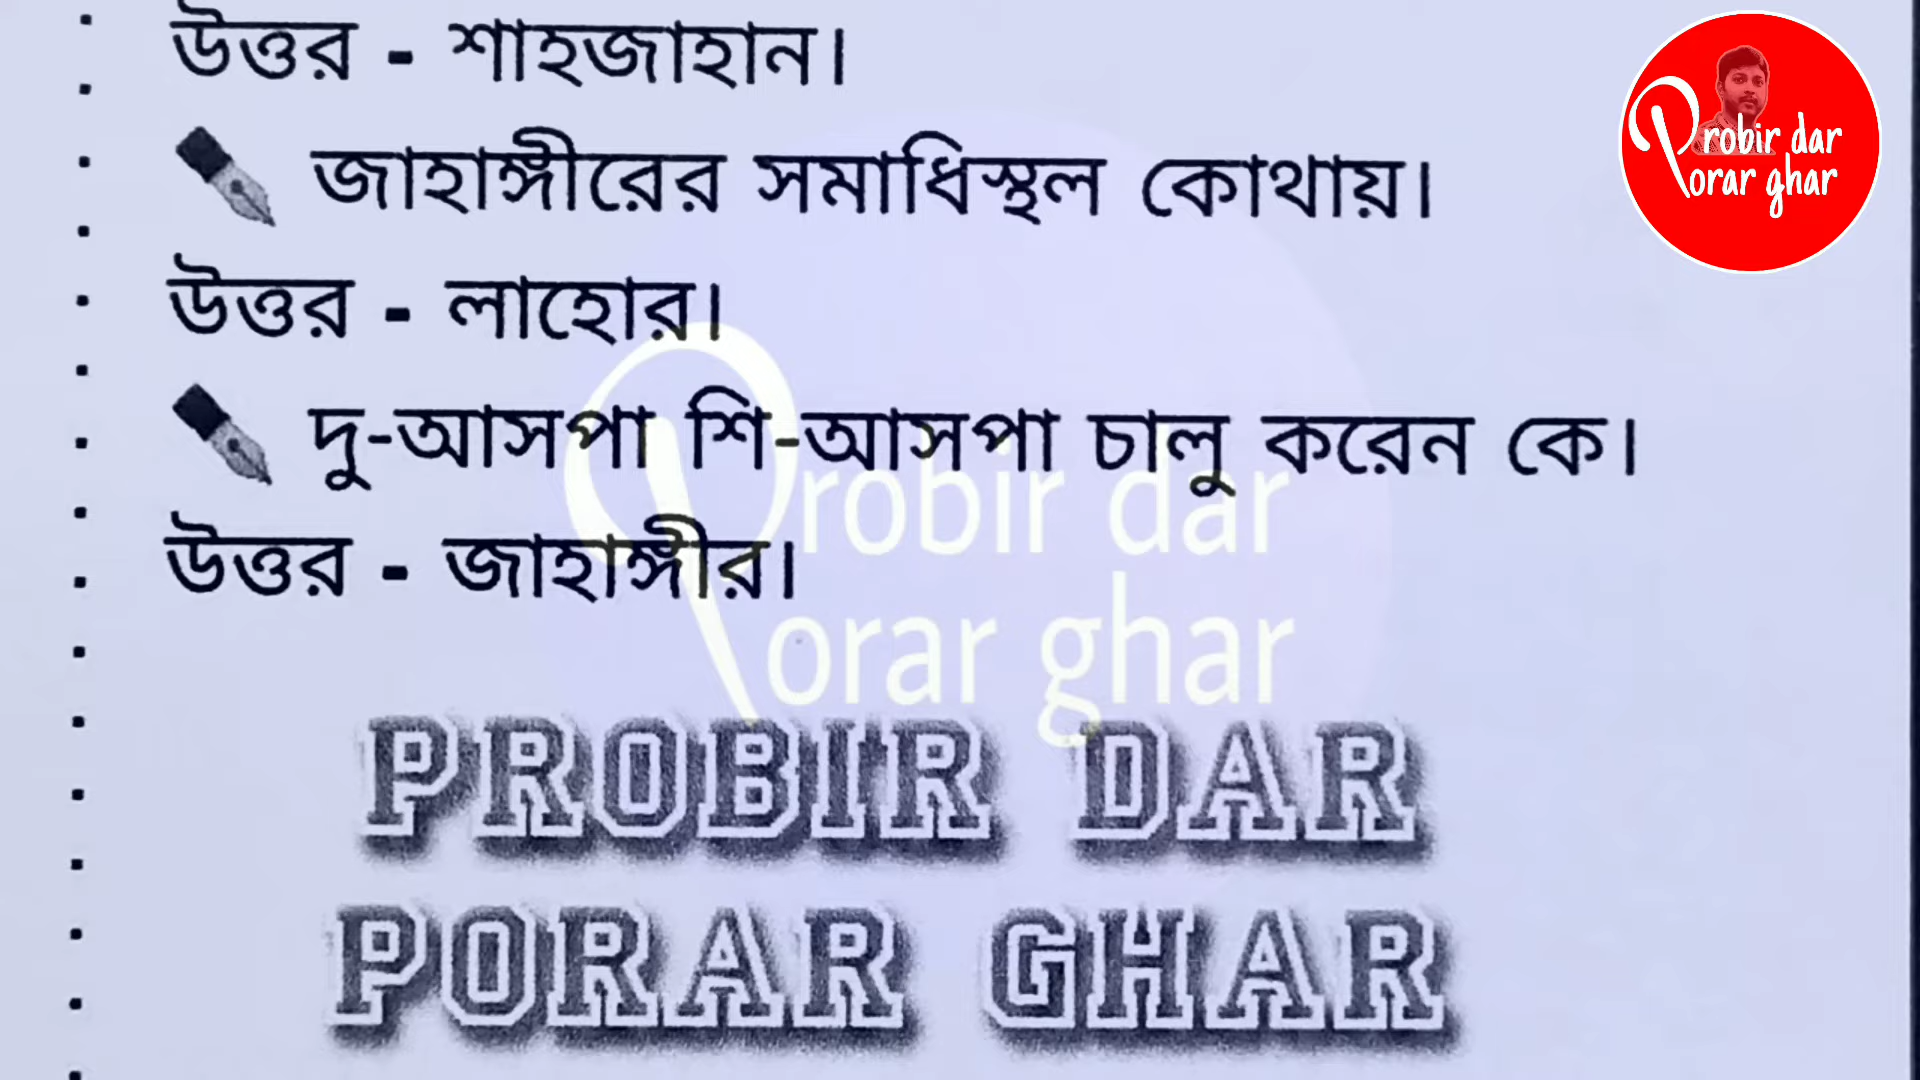 উত্তর - শাহজাহান।
জাহাঙ্গীরের সমাধিস্থল কোথায়।
উত্তর - লাহোর।
দু-আসপা শি-আসপা চালু করেন কে।
উত্তর - জাহাঙ্গীর।
Probir dar
Porar ghar
PROBIR DAR
PORAR GHAR
Probir dar
Porar ghar